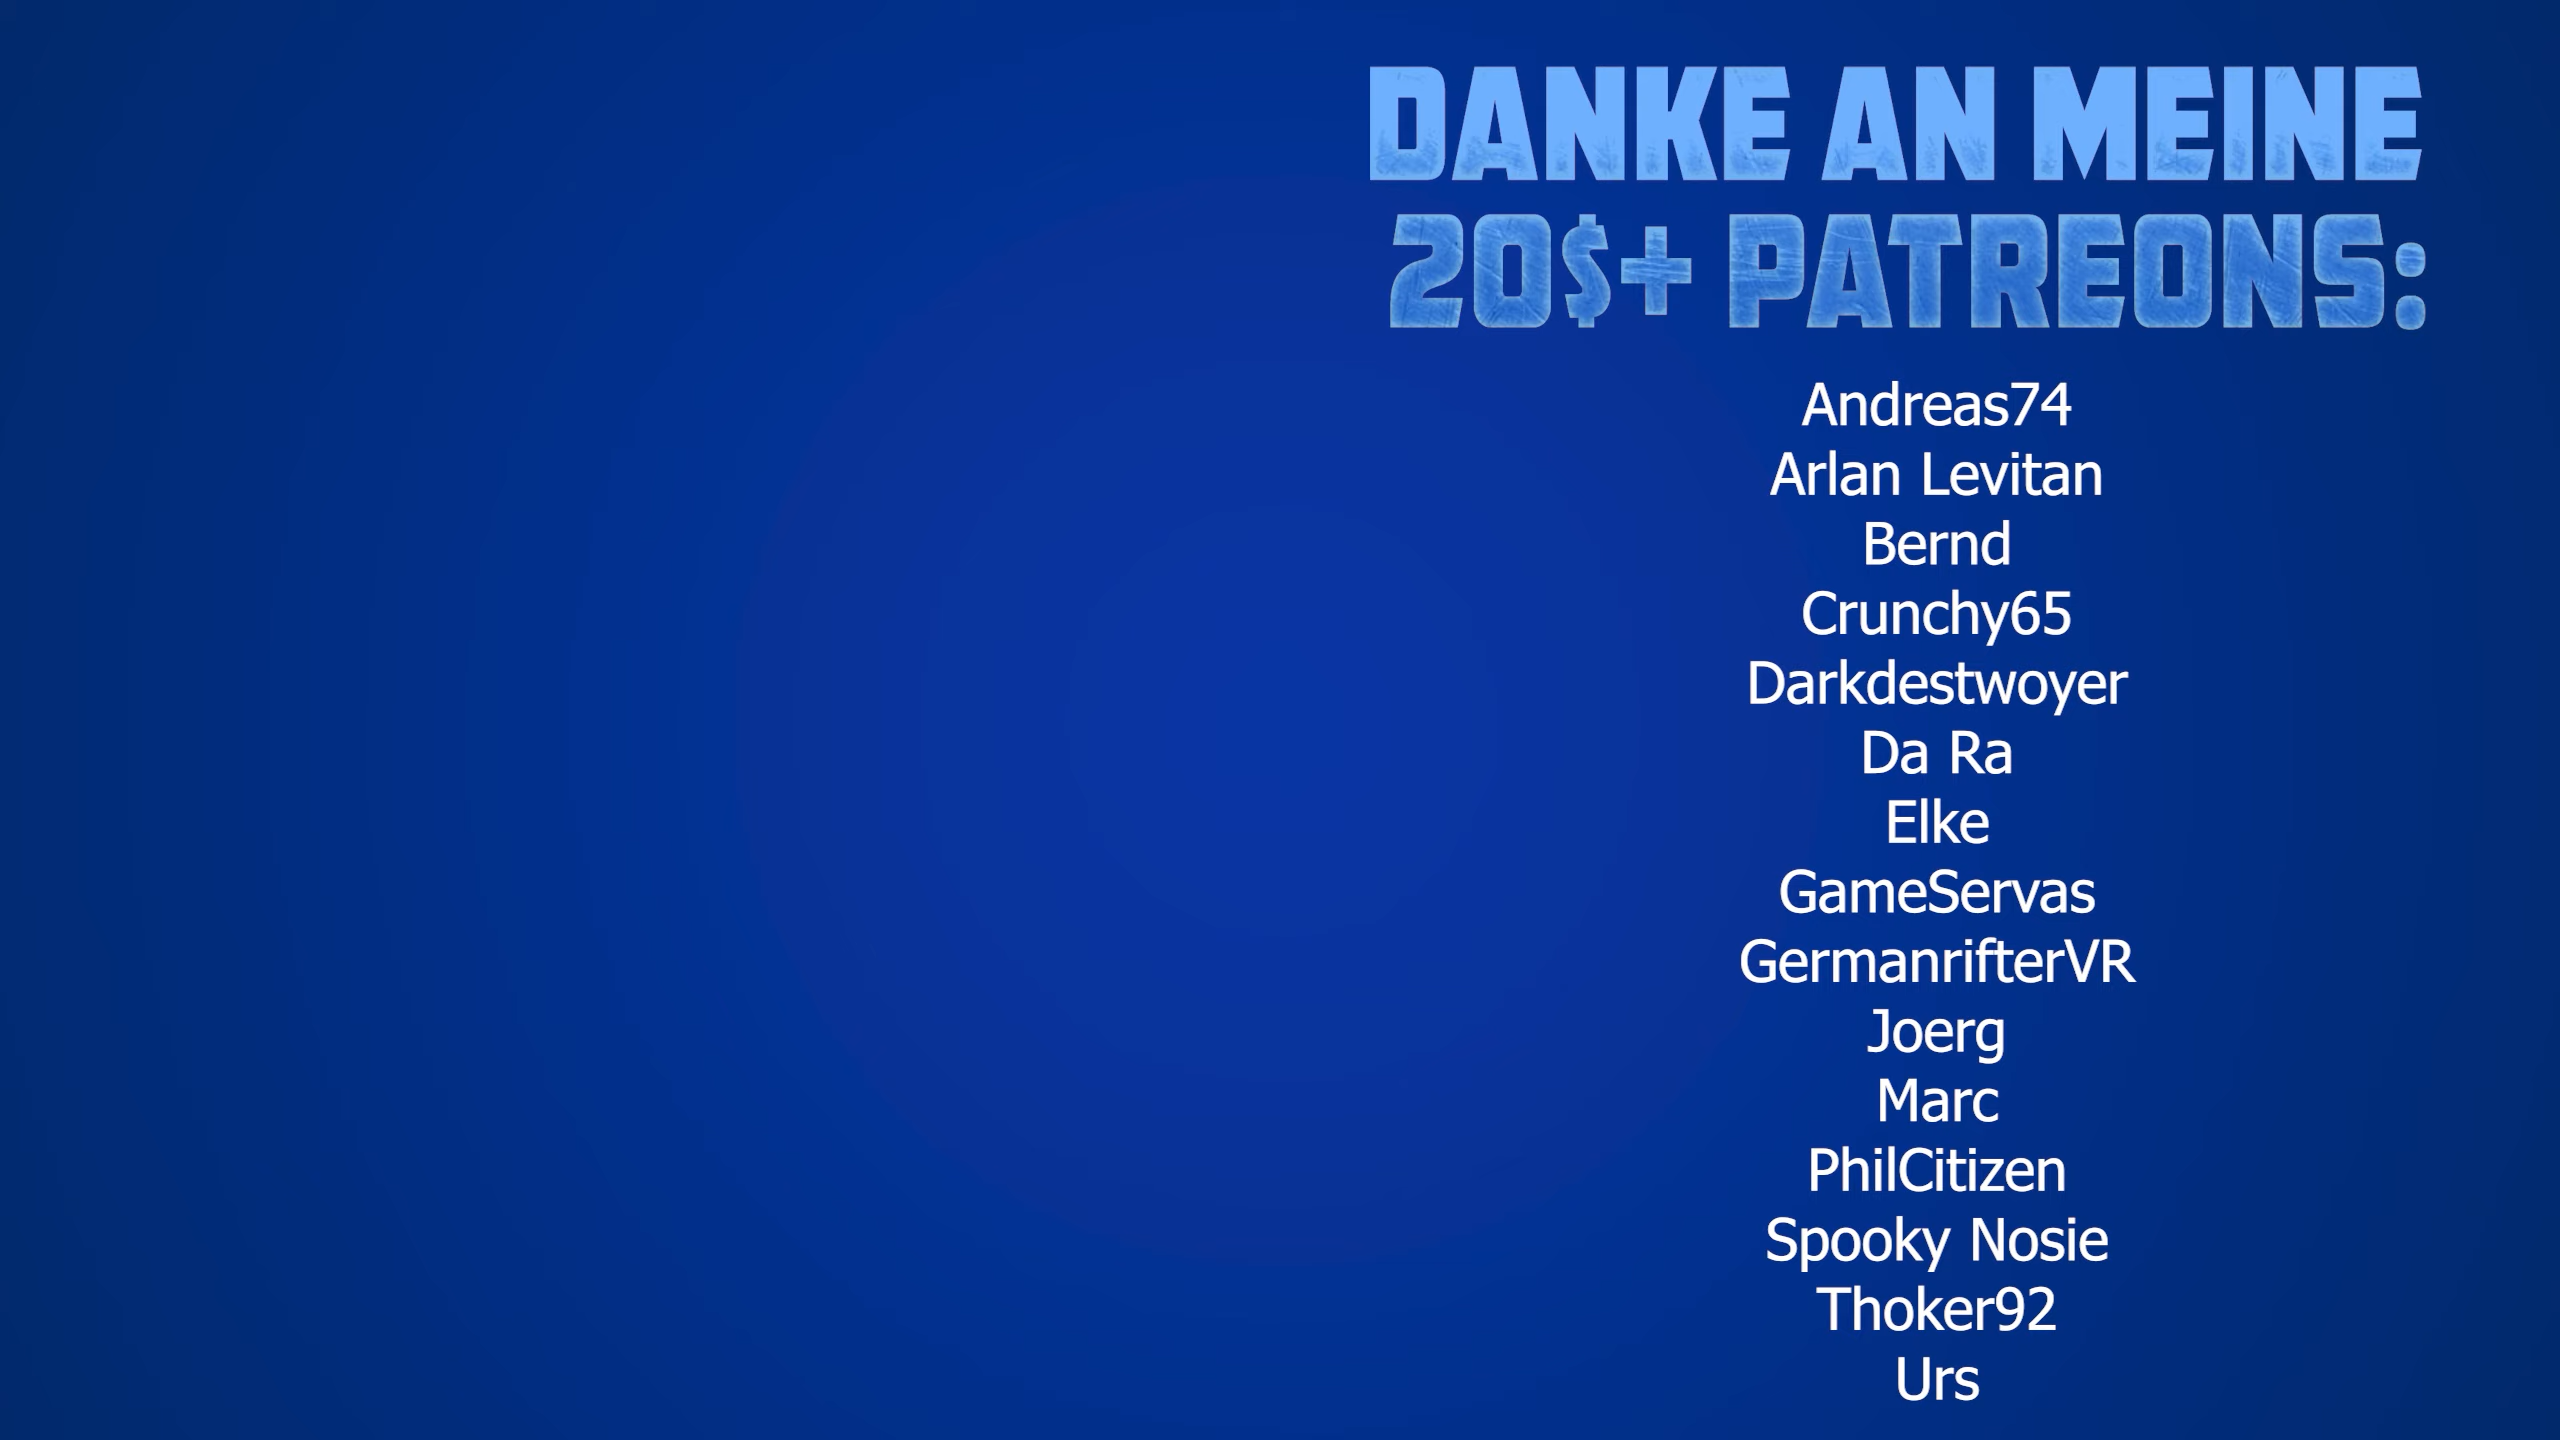 DANKE AN MEINE
20$+ PATREONS:
Andreas74
Arlan Levitan
Bernd
Crunchy65
Darkdestwoyer
Da Ra
Elke
GameServas
GermanrifterVR
Joerg
Marc
PhilCitizen
Spooky Nosie
Thoker92
Urs